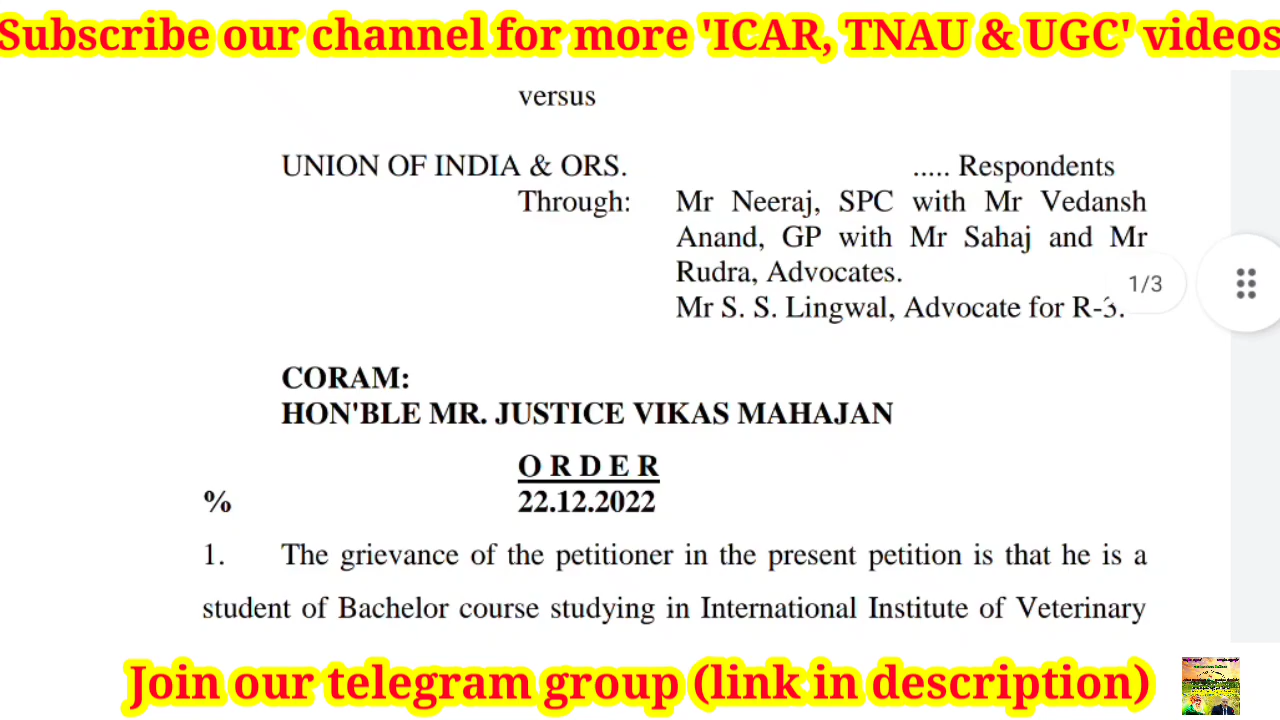 Subscribe our channel for more 'ICAR, TNAU & UGC' videos
versus
UNION OF INDIA & ORS. ..... Respondents
Through: Mr Neeraj, SPC with Mr Vedansh
Anand, GP with Mr Sahaj and Mr
Rudra, Advocates.
1/3
Mr S. S. Lingwal, Advocate for R-3.
CORAM:
HON'BLE MR. JUSTICE VIKAS MAHAJAN
O R D E R
% 22.12.2022
1. The grievance of the petitioner in the present petition is that he is a
student of Bachelor course studying in International Institute of Veterinary
Join our telegram group (link in description)